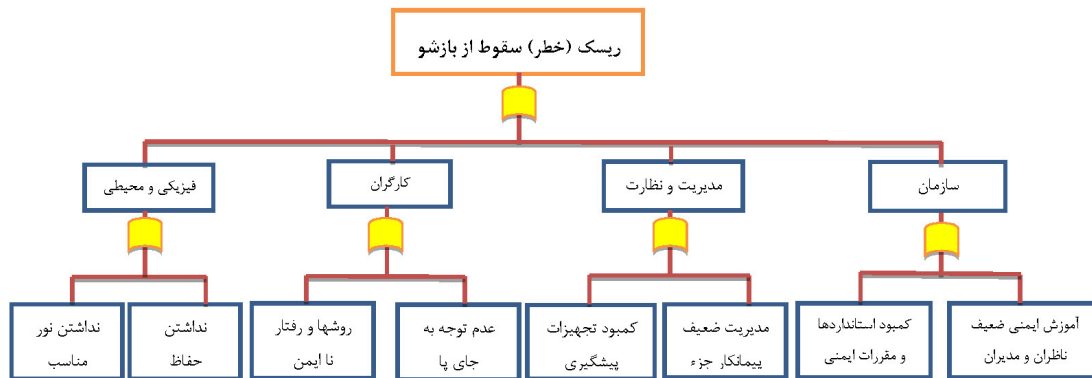 ریسک (خطر) سقوط از بازشو
سازمان
مدیریت و نظارت
کارگران
فیزیکی و محیطی
آموزش ایمنی ضعیف
ناظران و مدیران
کمبود استانداردها
و مقررات ایمنی
مدیریت ضعیف
پیمانکار جزء
کمبود تجهیزات
پیشگیری
عدم توجه به
جای پا
روشها و رفتار
نا ایمن
نداشتن
حفاظ
نداشتن نور
مناسب